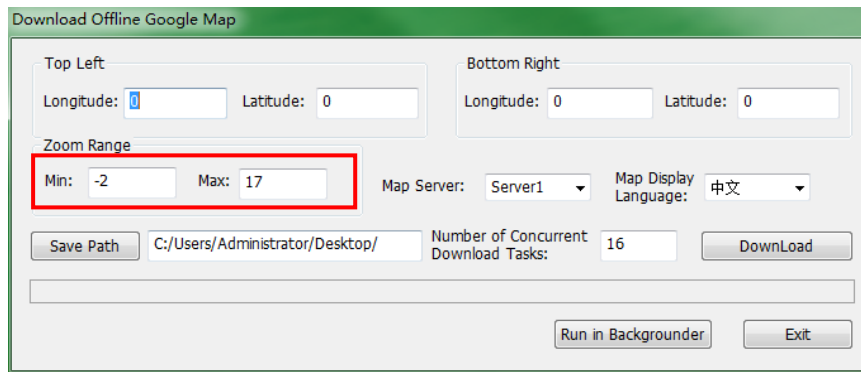 Download Offline Google Map
Top Left
Bottom Right
Longitude: 0 Latitude: 0
Longitude: 0 Latitude: 0
Zoom Range
Min: -2 Max: 17
Map Server: Server1
Map Display
Language: 中文
Save Path C:/Users/Administrator/Desktop/
Number of Concurrent
Download Tasks: 16
DownLoad
Run in Backgrounder Exit